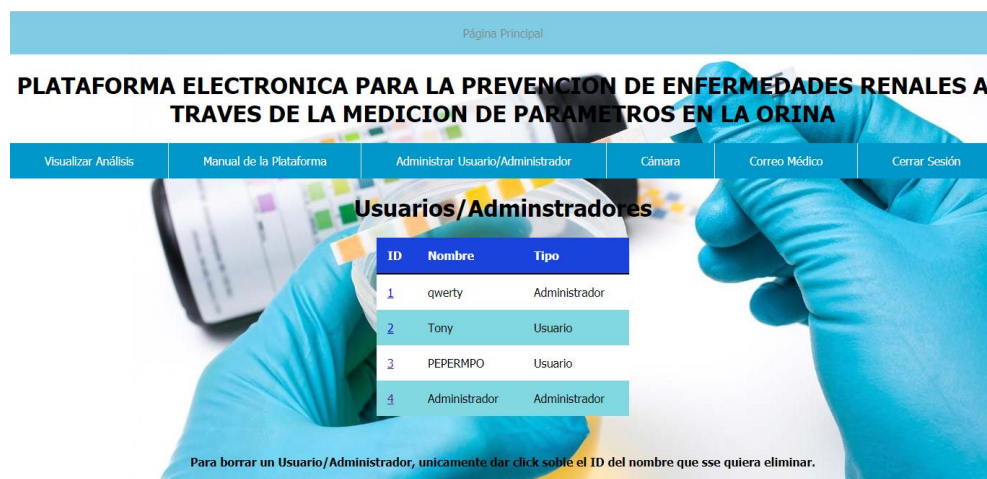 Página Principal
PLATAFORMA ELECTRONICA PARA LA PREVENCION DE ENFERMEDADES RENALES A
TRAVES DE LA MEDICION DE PARAMETROS EN LA ORINA
Visualizar Análisis Manual de la Plataforma Administrar Usuario/Administrador Cámara Correo Médico Cerrar Sesión
Usuarios/Adminstradores
ID Nombre Tipo
1 qwerty Administrador
2 Tony Usuario
3 PEPERMPO Usuario
4 Administrador Administrador
Para borrar un Usuario/Administrador, unicamente dar click soble el ID del nombre que sse quiera eliminar.